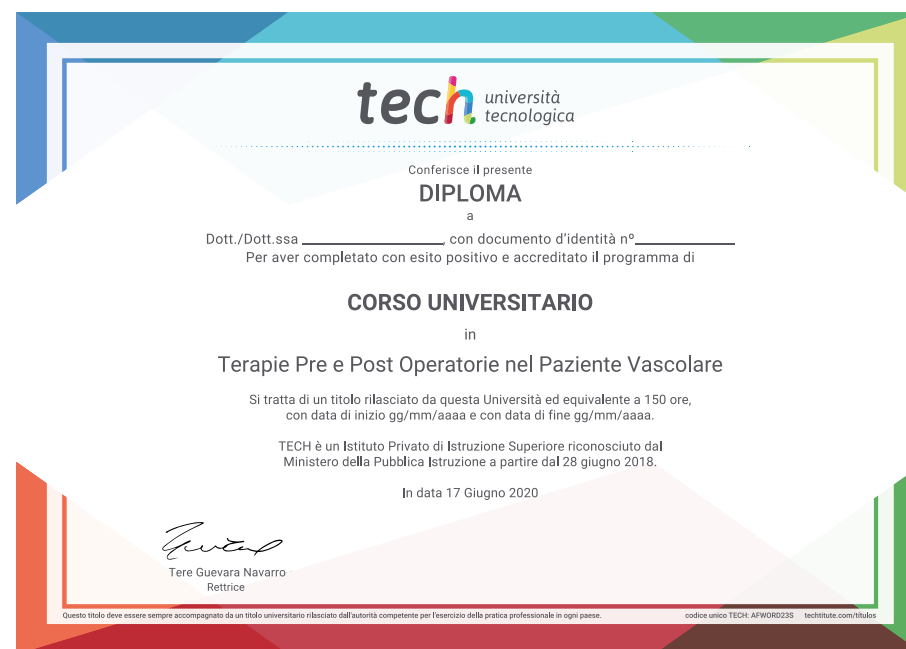 tech università
tecnologica
Conferisce il presente
DIPLOMA
a
Dott./Dott.ssa ____________________, con documento d'identità nº______________
Per aver completato con esito positivo e accreditato il programma di
CORSO UNIVERSITARIO
in
Terapie Pre e Post Operatorie nel Paziente Vascolare
Si tratta di un titolo rilasciato da questa Università ed equivalente a 150 ore,
con data di inizio gg/mm/aaaa e con data di fine gg/mm/aaaa.
TECH è un Istituto Privato di Istruzione Superiore riconosciuto dal
Ministero della Pubblica Istruzione a partire dal 28 giugno 2018.
In data 17 Giugno 2020
Tere Guevara Navarro
Rettrice
Questo titolo deve essere sempre accompagnato da un titolo universitario rilasciato dall'autorità competente per l'esercizio della pratica professionale in ogni paese. codice unico TECH: AFWORD23S techtitute.com/titulos